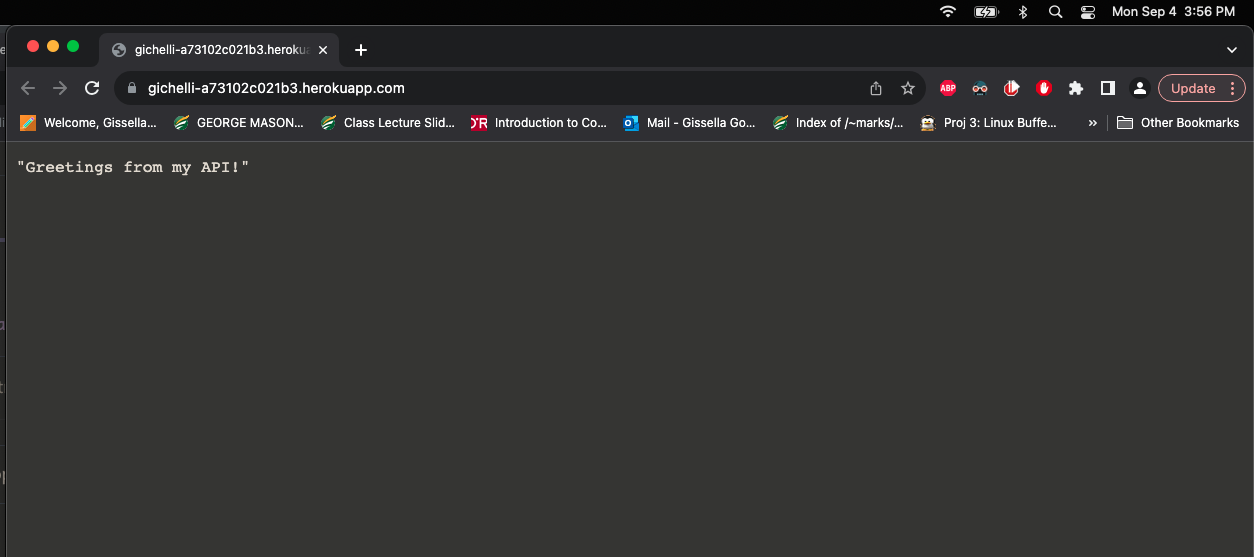 Mon Sep 4 3:56 PM
gichelli-a73102c021b3.heroku
gichelli-a73102c021b3.herokuapp.com
ABP
Update
Welcome, Gissella...
GEORGE MASON...
Class Lecture Slid...
Introduction to Co...
Mail - Gissella Go...
Index of /~marks/...
Proj 3: Linux Buffe...
»
Other Bookmarks
"Greetings from my API!"